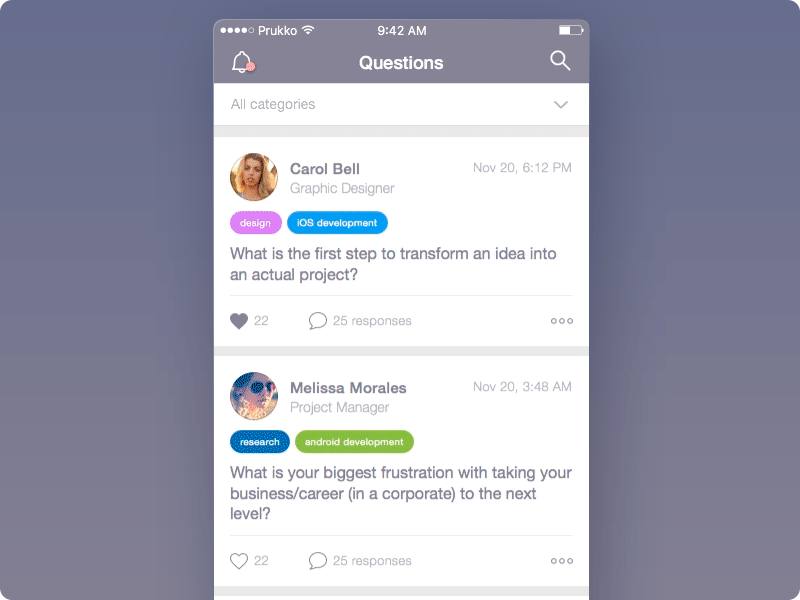 Prukko 9:42 AM
Questions
All categories
Carol Bell Nov 20, 6:12 PM
Graphic Designer
design iOS development
What is the first step to transform an idea into
an actual project?
22 25 responses
Melissa Morales Nov 20, 3:48 AM
Project Manager
research android development
What is your biggest frustration with taking your
business/career (in a corporate) to the next
level?
22 25 responses